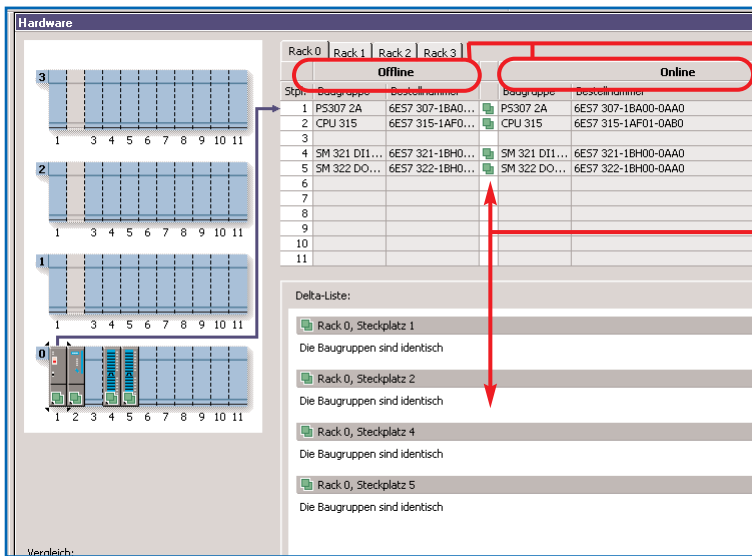 Hardware
3
1 3 4 5 6 7 8 9 10 11
2
1 3 4 5 6 7 8 9 10 11
1
1 3 4 5 6 7 8 9 10 11
0
1 2 3 4 5 6 7 8 9 10 11
Vergleich:
Rack 0 Rack 1 Rack 2 Rack 3
Offline Online
Stpl. Baugruppe Bestellnummer Baugruppe Bestellnummer
1 PS307 2A 6ES7 307-1BA0... PS307 2A 6ES7 307-1BA00-0AA0
2 CPU 315 6ES7 315-1AF0... CPU 315 6ES7 315-1AF01-0AB0
3
4 SM 321 DI1... 6ES7 321-1BH0... SM 321 DI1... 6ES7 321-1BH00-0AA0
5 SM 322 DO... 6ES7 322-1BH0... SM 322 DO... 6ES7 322-1BH00-0AA0
6
7
8
9
10
11
Delta-Liste:
Rack 0, Steckplatz 1
Die Baugruppen sind identisch
Rack 0, Steckplatz 2
Die Baugruppen sind identisch
Rack 0, Steckplatz 4
Die Baugruppen sind identisch
Rack 0, Steckplatz 5
Die Baugruppen sind identisch